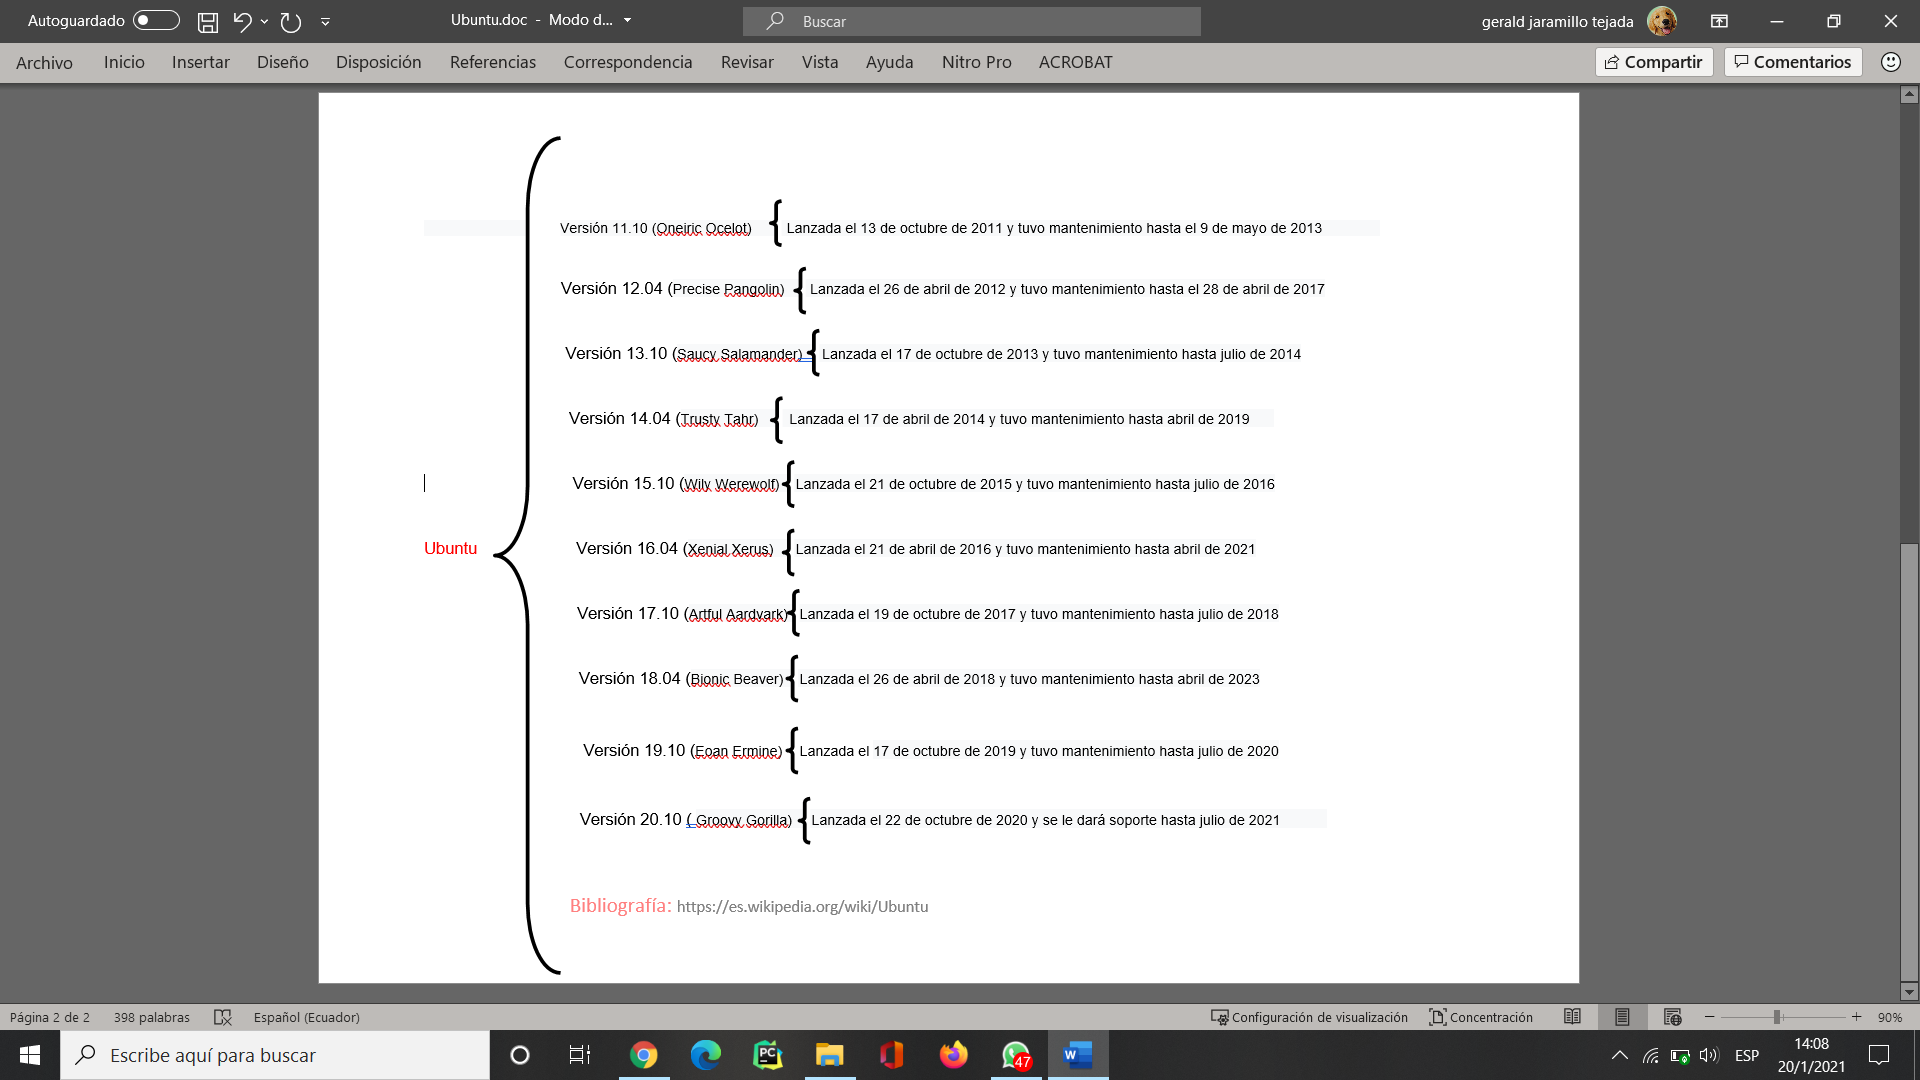 Autoguardado
Ubuntu.doc - Modo d...
Buscar
gerald jaramillo tejada
Archivo Inicio Insertar Diseño Disposición Referencias Correspondencia Revisar Vista Ayuda Nitro Pro ACROBAT
Compartir Comentarios
Versión 11.10 (Oneiric Ocelot) Lanzada el 13 de octubre de 2011 y tuvo mantenimiento hasta el 9 de mayo de 2013
Versión 12.04 (Precise Pangolin) Lanzada el 26 de abril de 2012 y tuvo mantenimiento hasta el 28 de abril de 2017
Versión 13.10 (Saucy Salamander) Lanzada el 17 de octubre de 2013 y tuvo mantenimiento hasta julio de 2014
Versión 14.04 (Trusty Tahr) Lanzada el 17 de abril de 2014 y tuvo mantenimiento hasta abril de 2019
Versión 15.10 (Wily Werewolf) Lanzada el 21 de octubre de 2015 y tuvo mantenimiento hasta julio de 2016
Ubuntu
Versión 16.04 (Xenial Xerus) Lanzada el 21 de abril de 2016 y tuvo mantenimiento hasta abril de 2021
Versión 17.10 (Artful Aardvark) Lanzada el 19 de octubre de 2017 y tuvo mantenimiento hasta julio de 2018
Versión 18.04 (Bionic Beaver) Lanzada el 26 de abril de 2018 y tuvo mantenimiento hasta abril de 2023
Versión 19.10 (Eoan Ermine) Lanzada el 17 de octubre de 2019 y tuvo mantenimiento hasta julio de 2020
Versión 20.10 ( Groovy Gorilla) Lanzada el 22 de octubre de 2020 y se le dará soporte hasta julio de 2021
Bibliografía: https://es.wikipedia.org/wiki/Ubuntu
Página 2 de 2 398 palabras Español (Ecuador) Configuración de visualización Concentración 90%
Escribe aquí para buscar
PC
47
W
ESP
14:08
20/1/2021